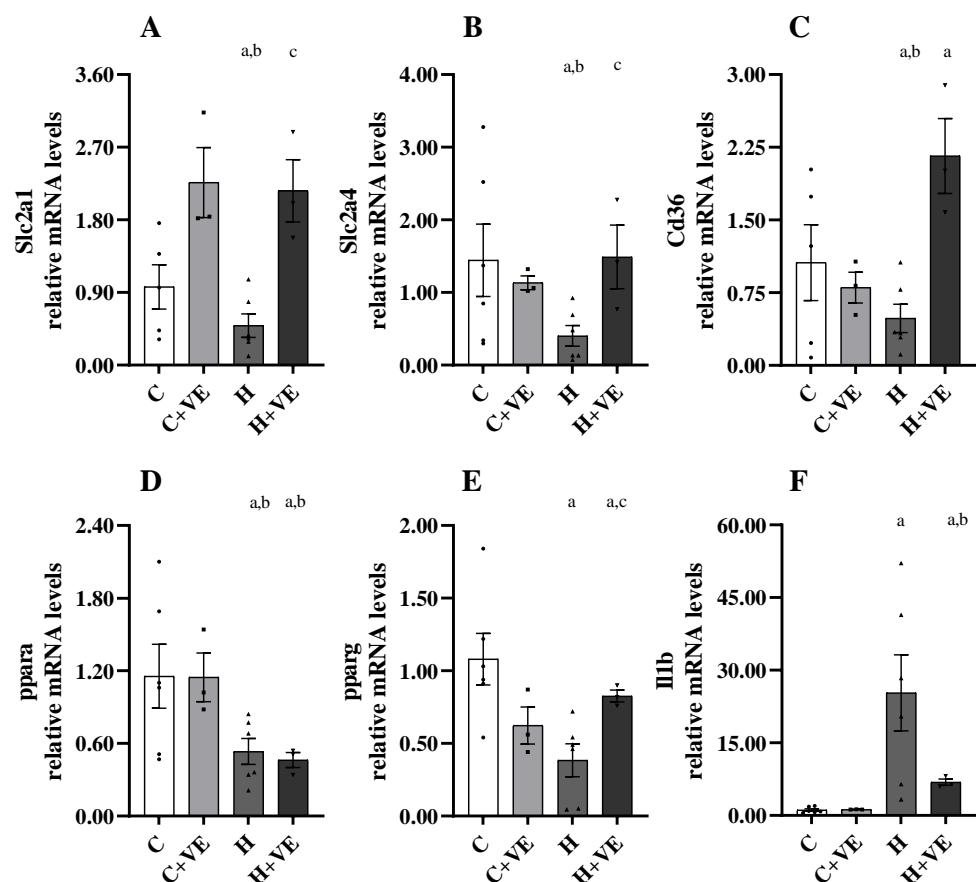 A
a,b
c
Slc2a1
relative mRNA levels
3.60
2.70
1.80
0.90
0.00
C
C+VE
H
H+VE
B
a,b
c
Slc2a4
relative mRNA levels
4.00
3.00
2.00
1.00
0.00
C
C+VE
H
H+VE
C
a,b
a
Cd36
relative mRNA levels
3.00
2.25
1.50
0.75
0.00
C
C+VE
H
H+VE
D
a,b
a,b
ppara
relative mRNA levels
2.40
1.80
1.20
0.60
0.00
C
C+VE
H
H+VE
E
a
a,c
pparg
relative mRNA levels
2.00
1.50
1.00
0.50
0.00
C
C+VE
H
H+VE
F
a
a,b
Il1b
relative mRNA levels
60.00
45.00
30.00
15.00
0.00
C
C+VE
H
H+VE